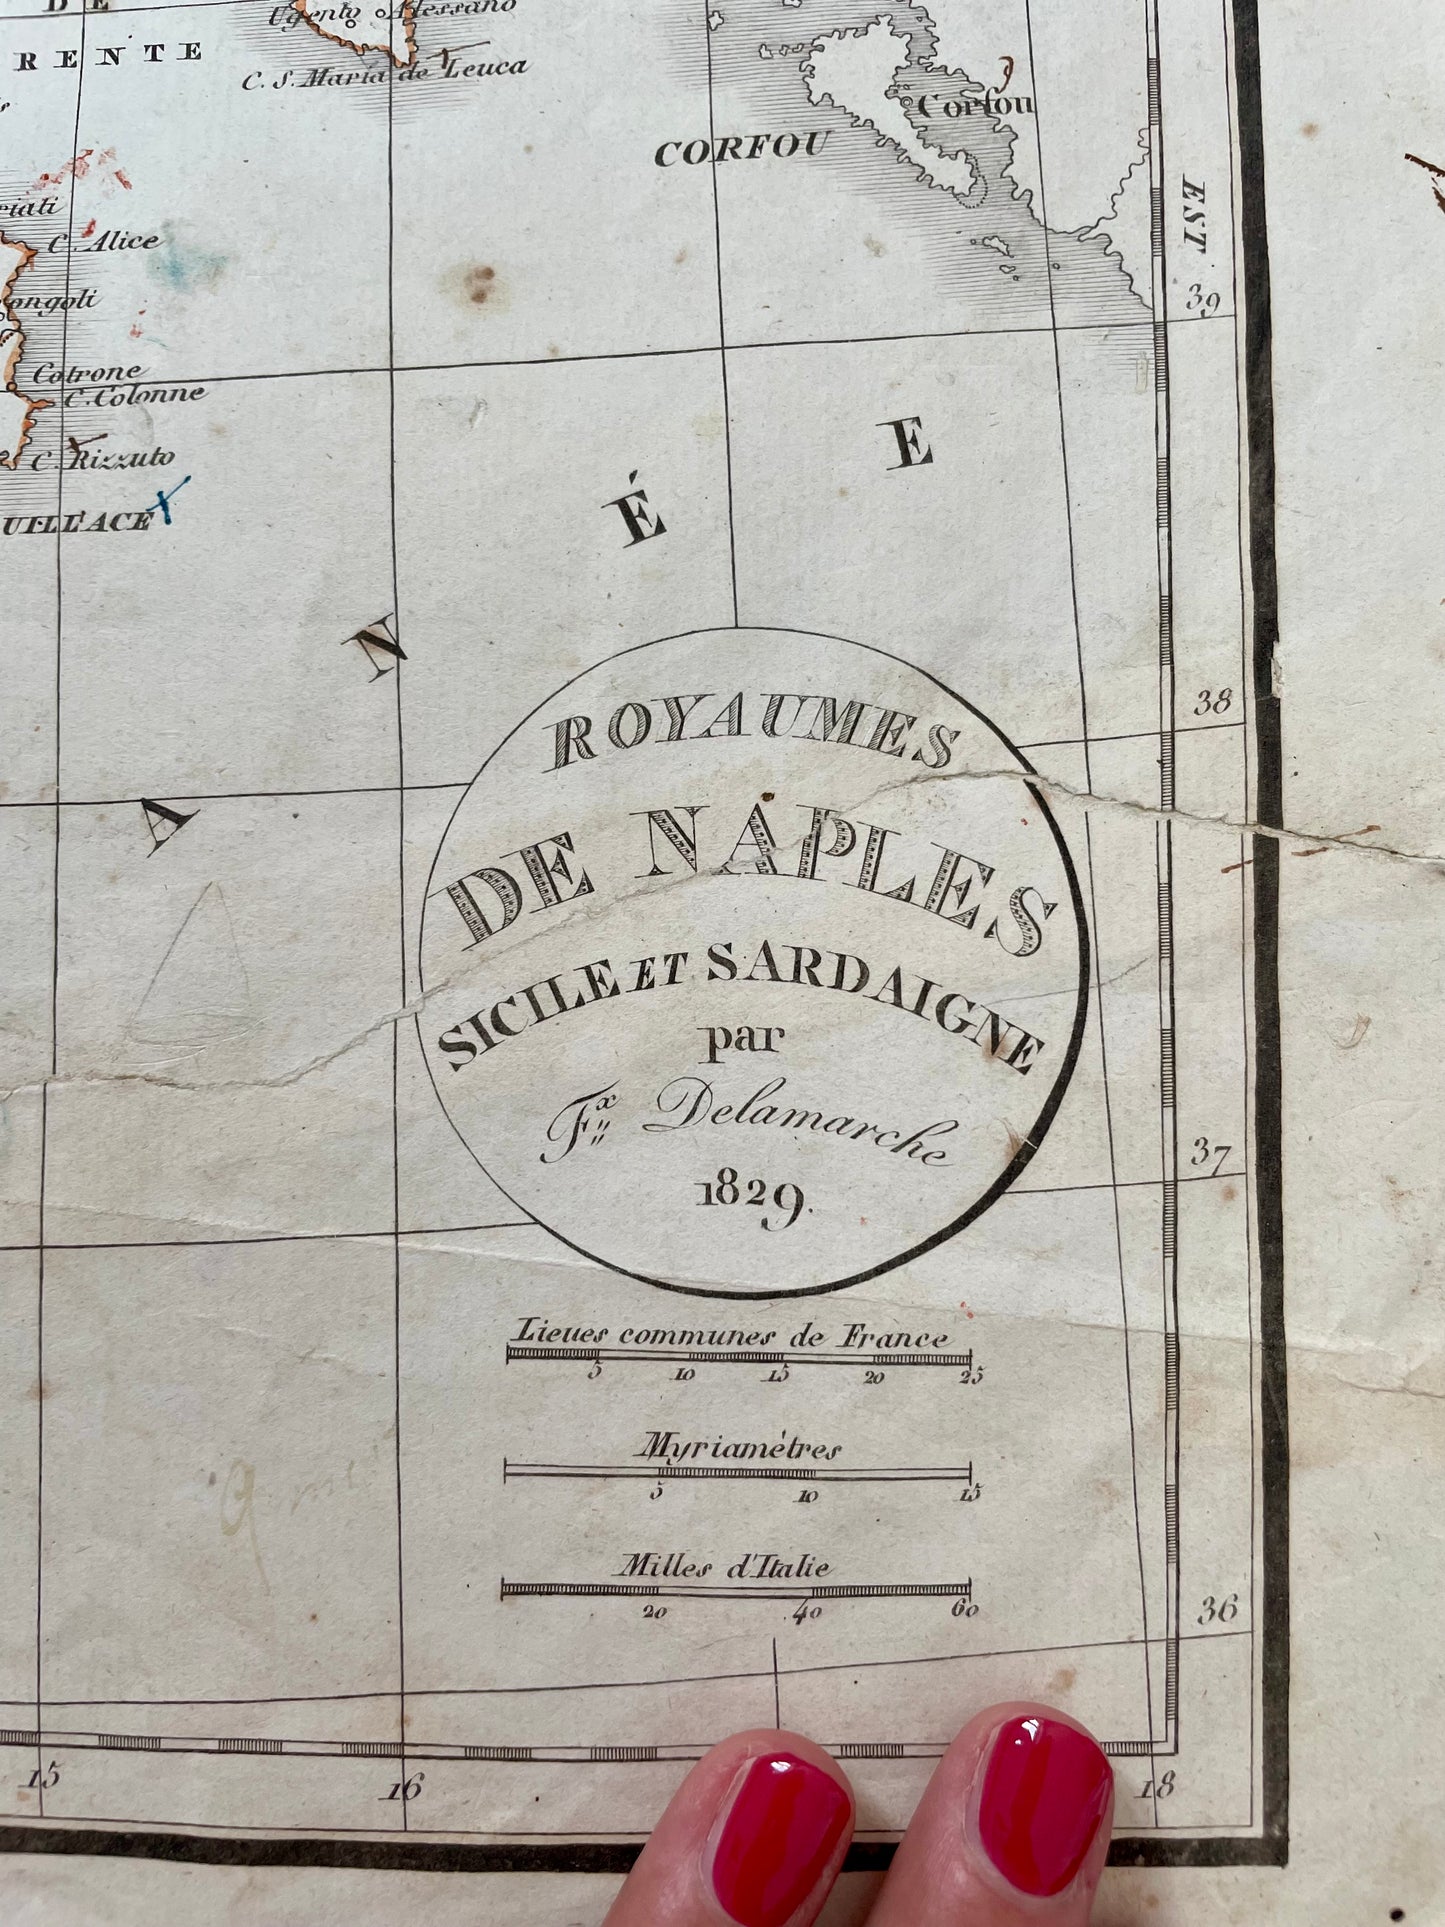 DE
Ugento Alessano
RENTE
C. S. Maria de Leuca
Corfou
CORFOU
EST
C. Alice
39
Cotrone
C. Colonne
C. Rizzuto
A N É E
38
ROYAUMES
DE NAPLES
SICILE ET SARDAIGNE
par
Fx Delamarche
1829.
37
Lieues communes de France
5 10 15 20 25
Myriamètres
5 10 15
Milles d'Italie
20 40 60
36
15 16 18